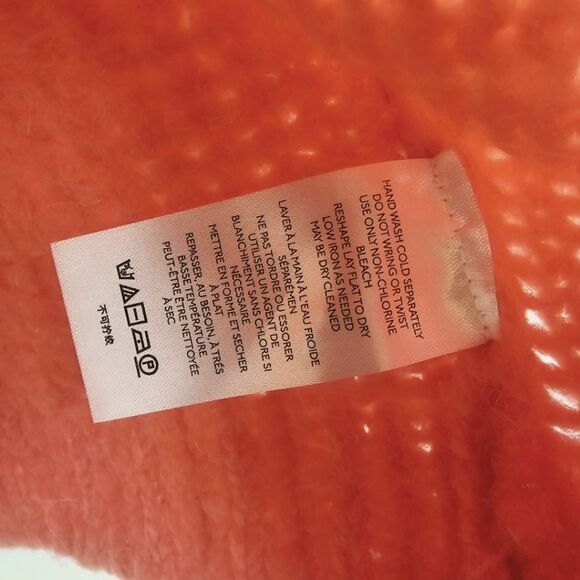 HAND WASH COLD SEPARATELY
DO NOT WRING OR TWIST
USE ONLY NON-CHLORINE
BLEACH
RESHAPE LAY FLAT TO DRY
LOW IRON AS NEEDED
MAY BE DRY CLEANED
LAVER À LA MAIN À L'EAU FROIDE
SÉPARÉMEN
NE PAS TORDRE OU L'ESSORER
UTILISER UN AGENT DE
BLANCHIMENT SANS CHLORE SI
NÉCESSAIRE
METTRE EN FORME ET SECHER
À PLAT
REPASSER AU BESOIN, À TRÉS
BASSE TEMPÉRATURE
PEUT-ÊTRE ÊTRE NETTOYÉE
À SEC
P
不可拧绞